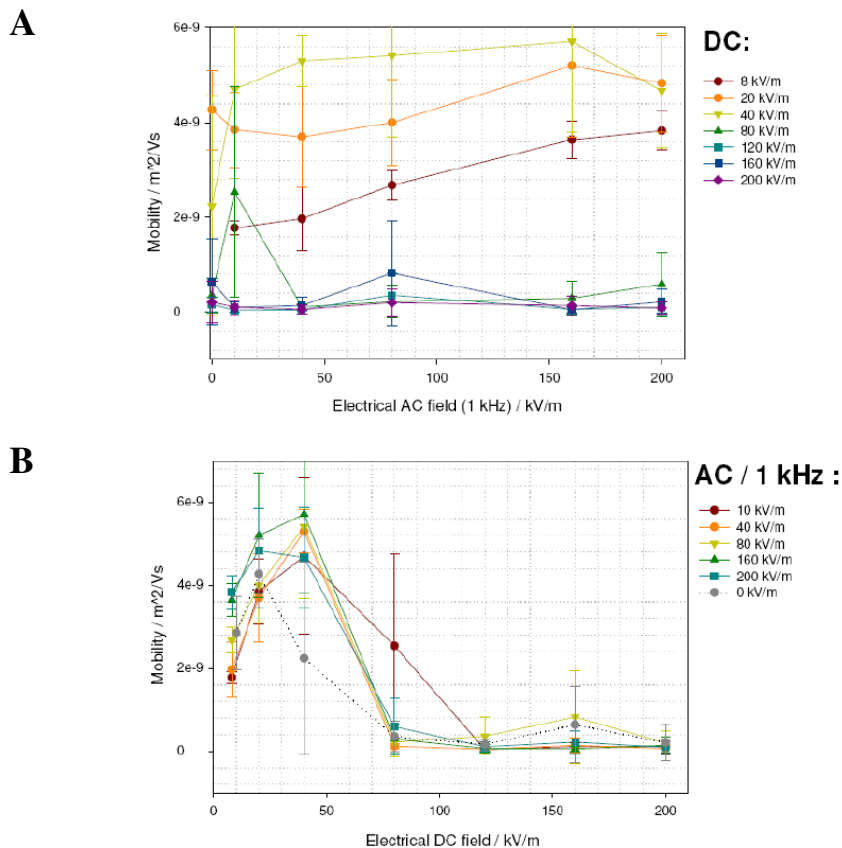 A
DC:
6e-9
4e-9
2e-9
0
Mobility / m^2/Vs
0
50
100
150
200
Electrical AC field (1 kHz) / kV/m
8 kV/m
20 kV/m
40 kV/m
80 kV/m
120 kV/m
160 kV/m
200 kV/m
B
AC / 1 kHz :
6e-9
4e-9
2e-9
0
Mobility / m^2/Vs
0
50
100
150
200
Electrical DC field / kV/m
10 kV/m
40 kV/m
80 kV/m
160 kV/m
200 kV/m
0 kV/m